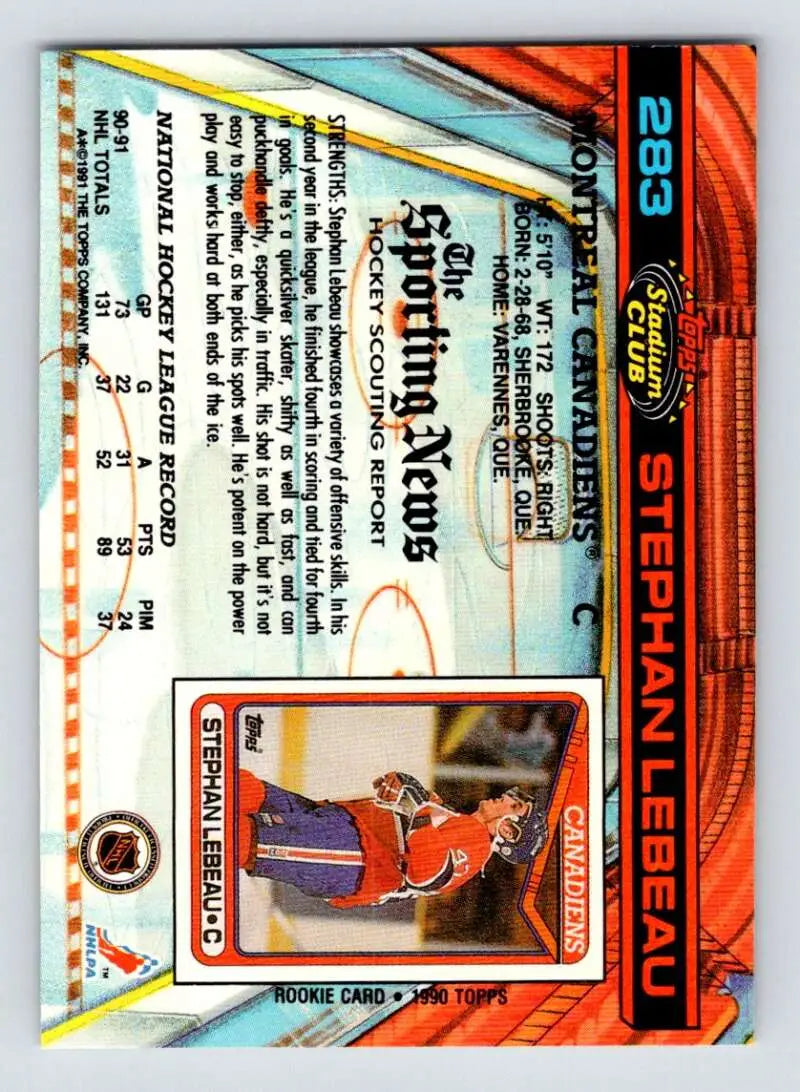 283
TOPPS
Stadium
CLUB
STEPHAN LEBEAU
MONTREAL CANADIENS® C
HT: 5'10" WT: 172 SHOOTS: RIGHT
BORN: 2-28-68, SHERBROOKE, QUE.
HOME: VARENNES, QUE.
The
Sporting News
HOCKEY SCOUTING REPORT
STRENGTHS: Stephan Lebeau showcases a variety of offensive skills. In his
second year in the league, he finished fourth in scoring and tied for fourth
in goals. He's a quicksilver skater, shifty as well as fast, and can
puckhandle deftly, especially in traffic. His shot is not hard, but it's not
easy to stop, either, as he picks his spots well. He's potent on the power
play and works hard at both ends of the ice.
NATIONAL HOCKEY LEAGUE RECORD
GP G A PTS PIM
90-91 73 22 31 53 24
NHL TOTALS 131 37 52 89 37
A✱©1991 THE TOPPS COMPANY, INC.
CANADIENS
47
TOPPS
STEPHAN LEBEAU • C
ROOKIE CARD • 1990 TOPPS
NHL
NHLPA™